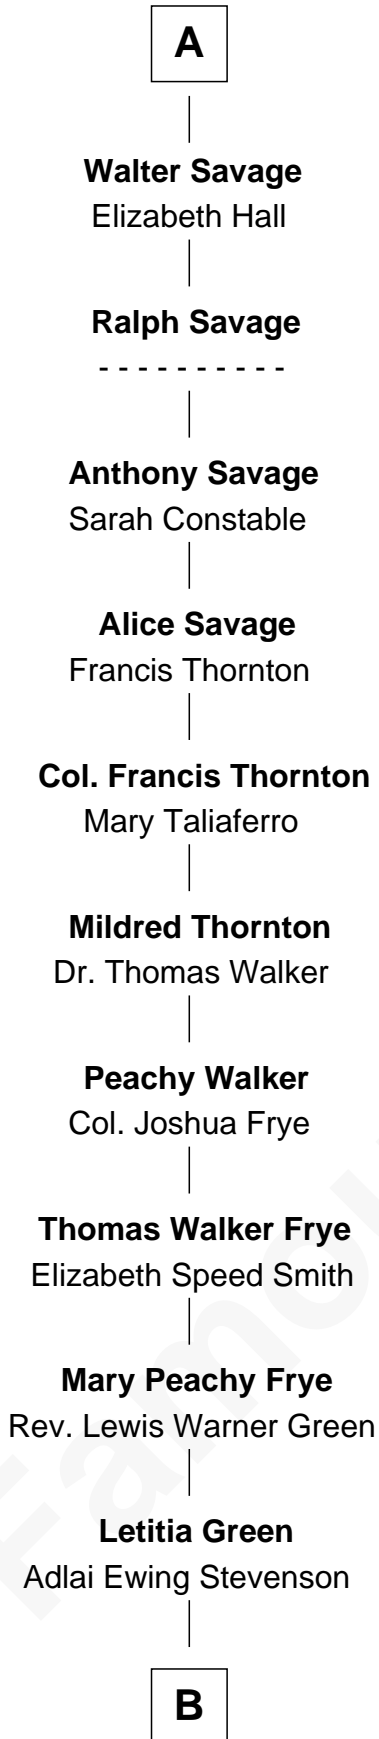 A
Walter Savage
Elizabeth Hall
Ralph Savage
- - - - - - - - - -
Anthony Savage
Sarah Constable
Alice Savage
Francis Thornton
Col. Francis Thornton
Mary Taliaferro
Mildred Thornton
Dr. Thomas Walker
Peachy Walker
Col. Joshua Frye
Thomas Walker Frye
Elizabeth Speed Smith
Mary Peachy Frye
Rev. Lewis Warner Green
Letitia Green
Adlai Ewing Stevenson
B